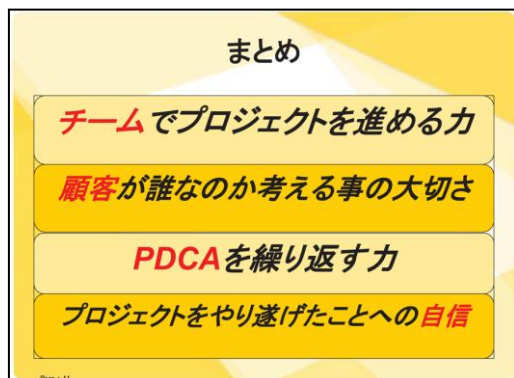 まとめ
チームでプロジェクトを進める力
顧客が誰なのか考える事の大切さ
PDCAを繰り返す力
プロジェクトをやり遂げたことへの自信